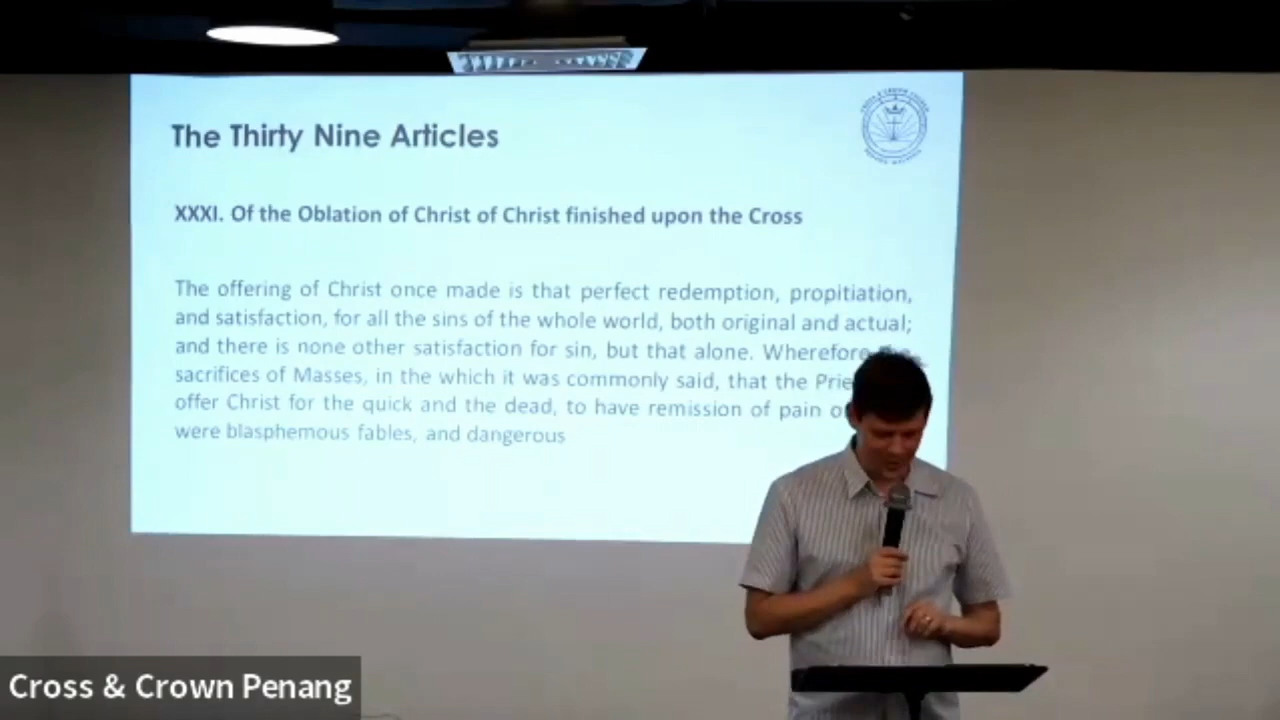 The Thirty Nine Articles
XXXI. Of the Oblation of Christ of Christ finished upon the Cross
The offering of Christ once made is that perfect redemption, propitiation,
and satisfaction, for all the sins of the whole world, both original and actual;
and there is none other satisfaction for sin, but that alone. Wherefore
sacrifices of Masses, in the which it was commonly said, that the
offer Christ for the quick and the dead, to have remission of pain
were blasphemous fables, and dangerous
Cross & Crown Penang